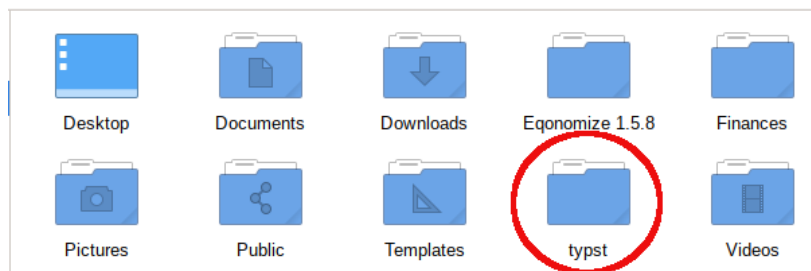 Desktop Documents Downloads Eqonomize 1.5.8 Finances
Pictures Public Templates typst Videos